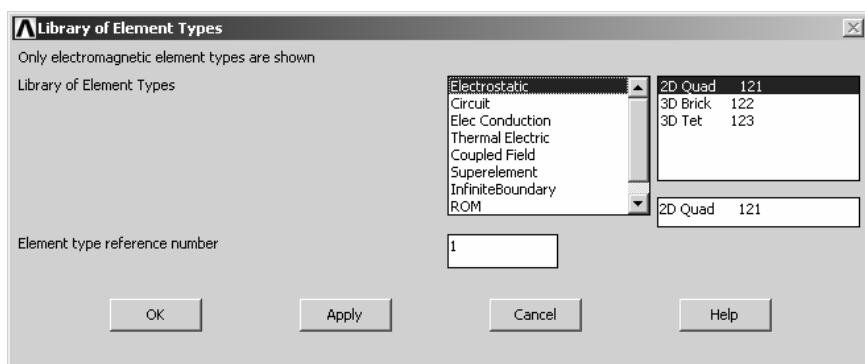 Library of Element Types
Only electromagnetic element types are shown
Library of Element Types
Electrostatic
Circuit
Elec Conduction
Thermal Electric
Coupled Field
Superelement
InfiniteBoundary
ROM
2D Quad 121
3D Brick 122
3D Tet 123
2D Quad 121
Element type reference number
1
OK
Apply
Cancel
Help